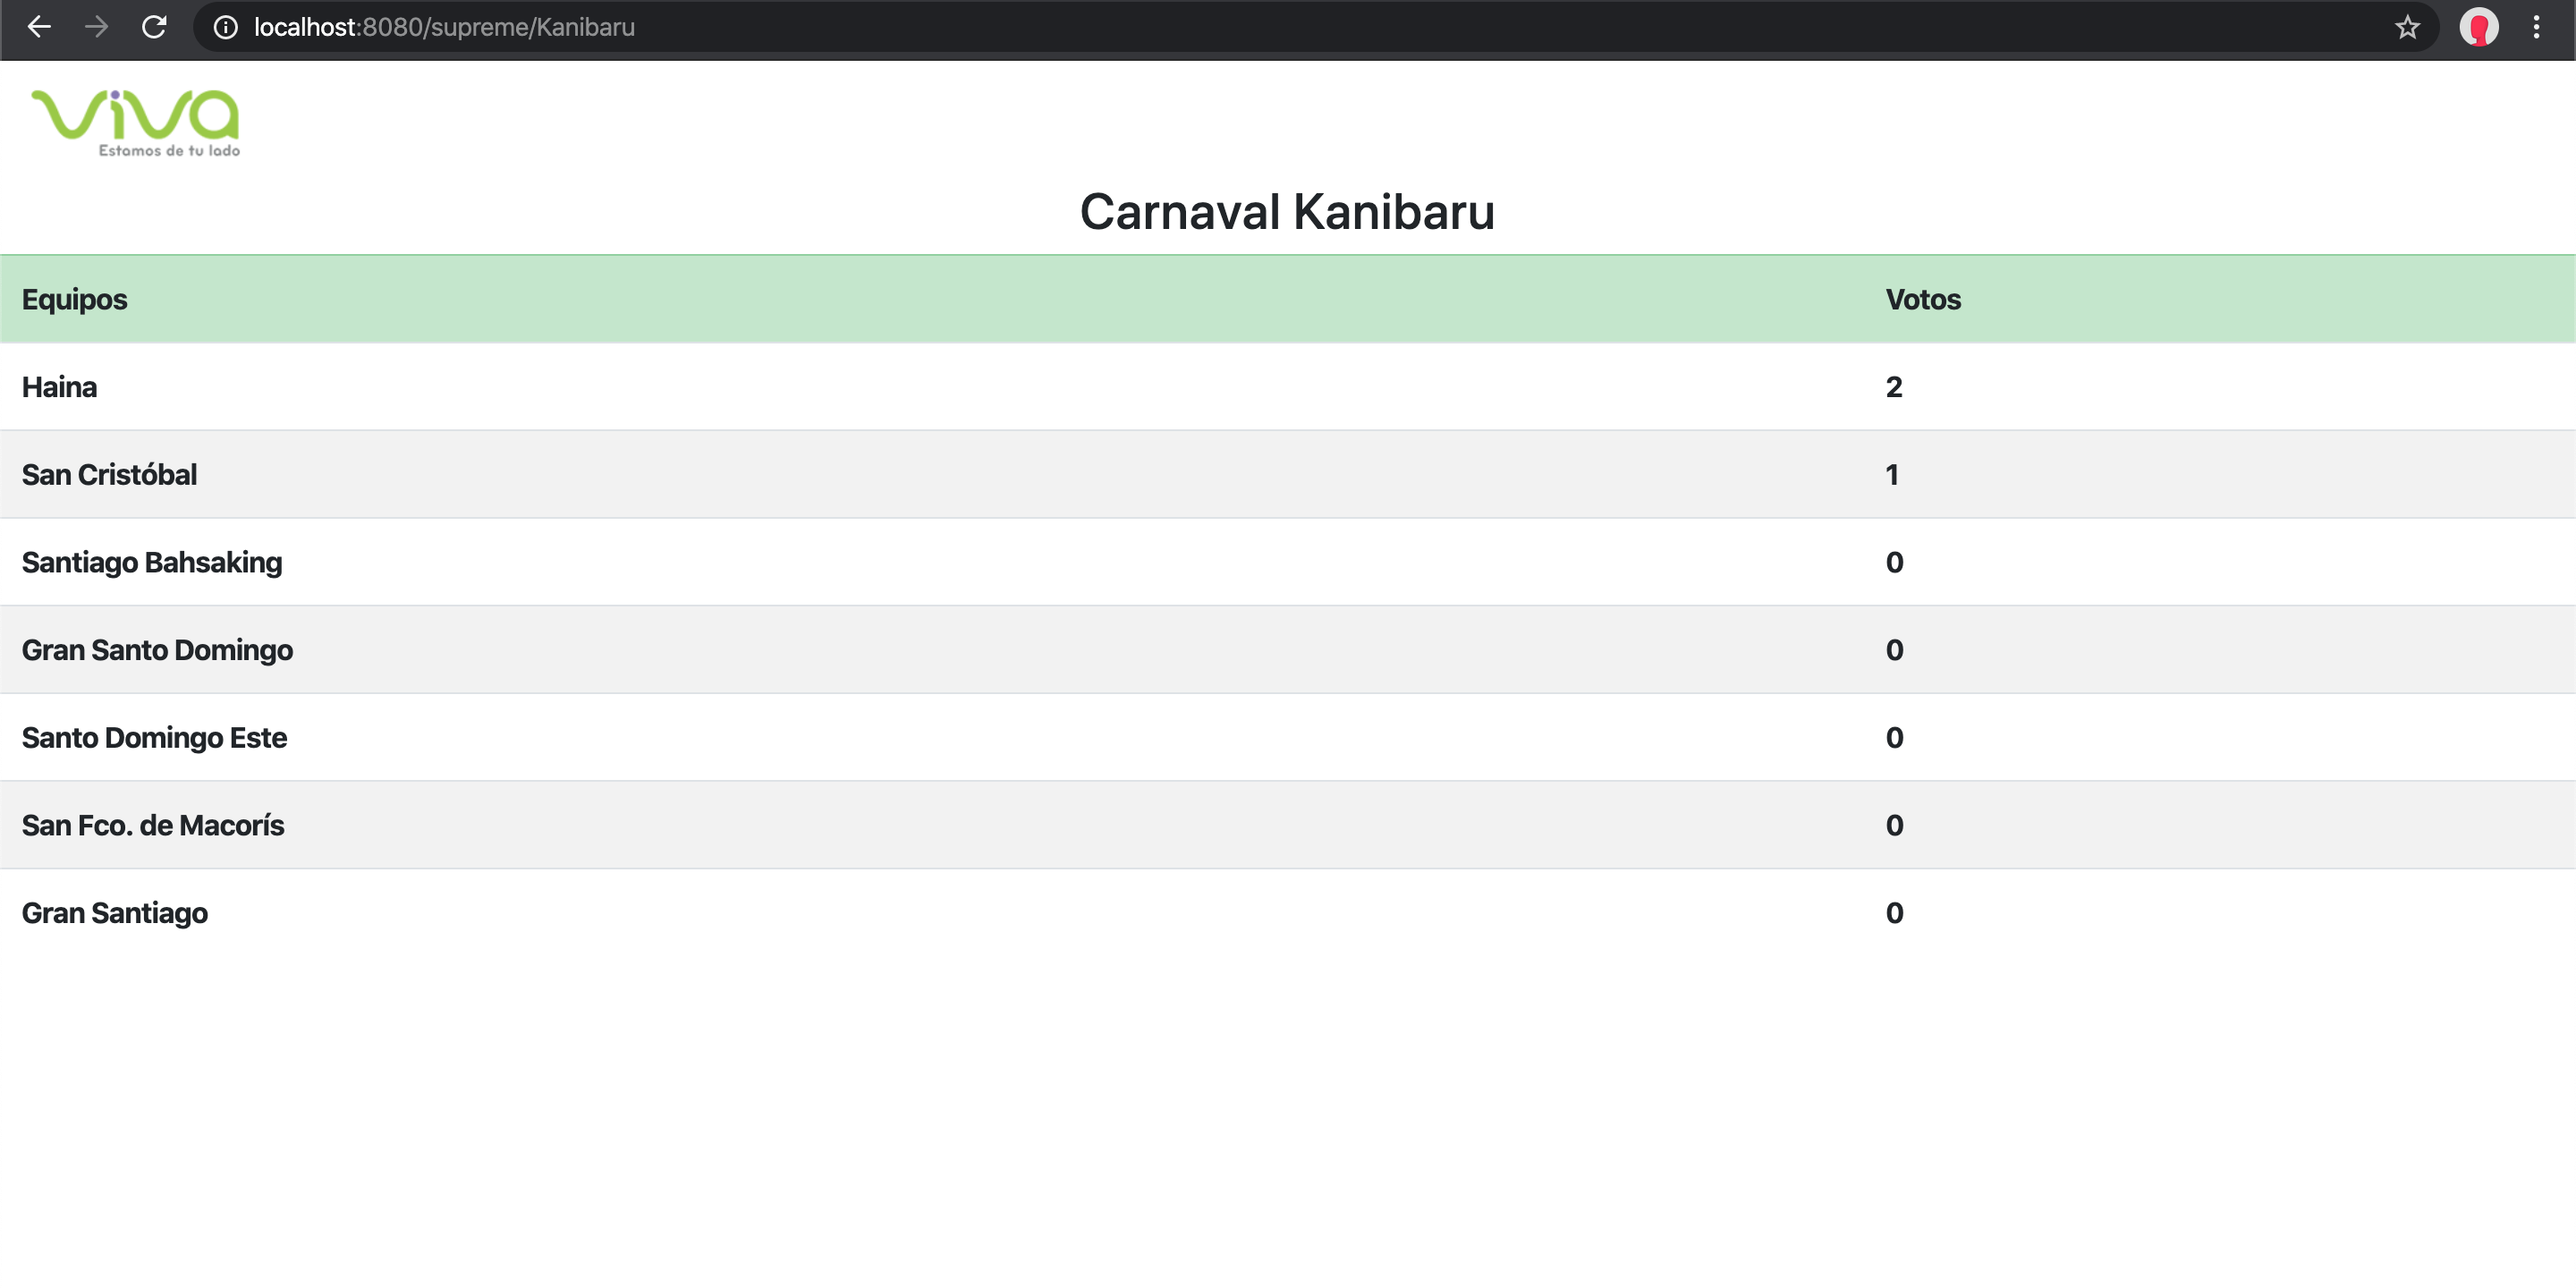 localhost:8080/supreme/Kanibaru
viva
Estamos de tu lado
Carnaval Kanibaru
Equipos Votos
Haina 2
San Cristóbal 1
Santiago Bahsaking 0
Gran Santo Domingo 0
Santo Domingo Este 0
San Fco. de Macorís 0
Gran Santiago 0